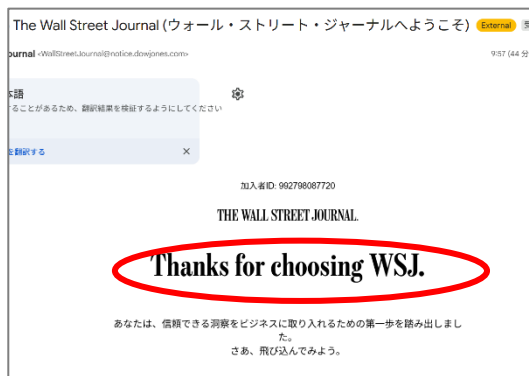 The Wall Street Journal (ウォール・ストリート・ジャーナルへようこそ) External
ournal <WallStreetJournal@notice.dowjones.com> 9:57 (44 分
本語
することがあるため、翻訳結果を検証するようにしてください
を翻訳する ×
加入者ID: 992798087720
THE WALL STREET JOURNAL.
Thanks for choosing WSJ.
あなたは、信頼できる洞察をビジネスに取り入れるための第一歩を踏み出しまし
た。
さあ、飛び込んでみよう。